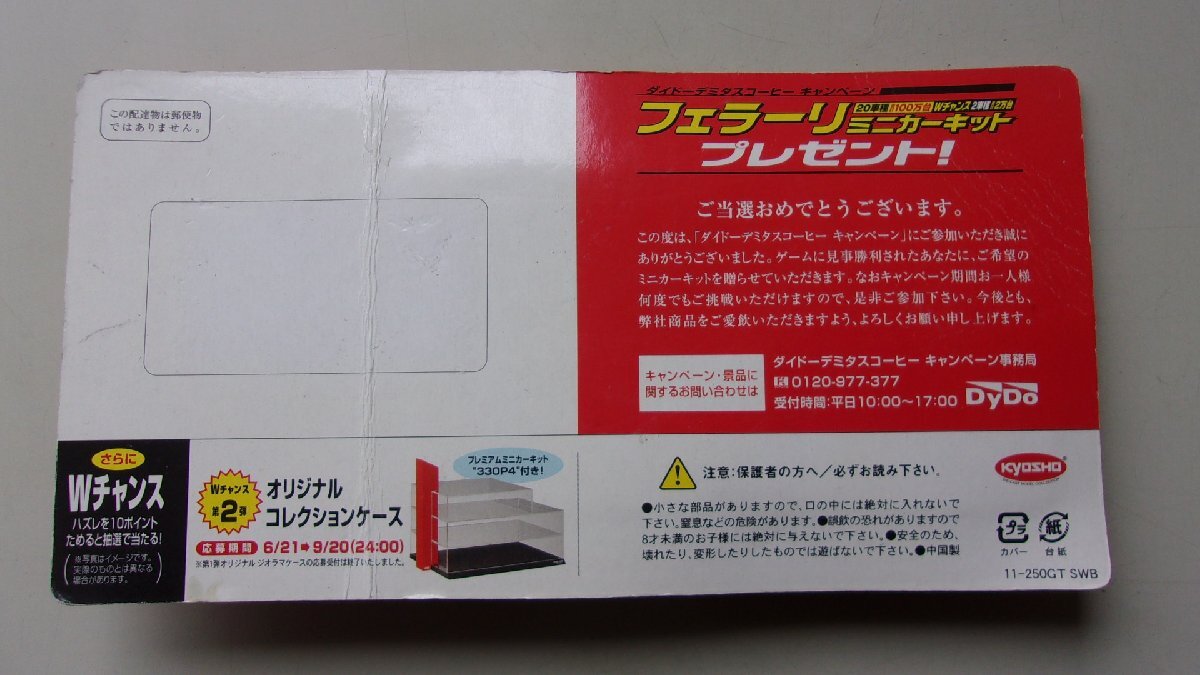 この配達物は郵便物
ではありません。
ダイドーデミタスコーヒー キャンペーン
フェラーリ
20車種 100万台 Wチャンス 2車種 2万台
ミニカーキット
プレゼント!
ご当選おめでとうございます。
この度は、「ダイドーデミタスコーヒー キャンペーン」にご参加いただき誠に
ありがとうございました。ゲームに見事勝利されたあなたに、ご希望の
ミニカーキットを贈らせていただきます。なおキャンペーン期間お一人様
何度でもご挑戦いただけますので、是非ご参加下さい。今後とも、
弊社商品をご愛飲いただきますよう、よろしくお願い申し上げます。
キャンペーン・景品に
関するお問い合わせは
ダイドーデミタスコーヒー キャンペーン事務局
0120-977-377
受付時間:平日10:00〜17:00
DyDo
さらに
Wチャンス
ハズレを10ポイント
ためると抽選で当たる!
(※写真はイメージです。
実際のものとは異なる
場合があります。)
Wチャンス
第2弾
オリジナル
コレクションケース
応募期間 6/21➡9/20(24:00)
※第1弾オリジナル ジオラマケースの応募受付は終了いたしました。
プレミアムミニカーキット
"330P4"付き!
注意:保護者の方へ/必ずお読み下さい。
●小さな部品がありますので、口の中には絶対に入れないで
下さい。窒息などの危険があります。●誤飲の恐れがありますので
8才未満のお子様には絶対に与えないで下さい。●安全のため、
壊れたり、変形したりしたものでは遊ばないで下さい。●中国製
KYOSHO
プラ
カバー
紙
台紙
11-250GT SWB